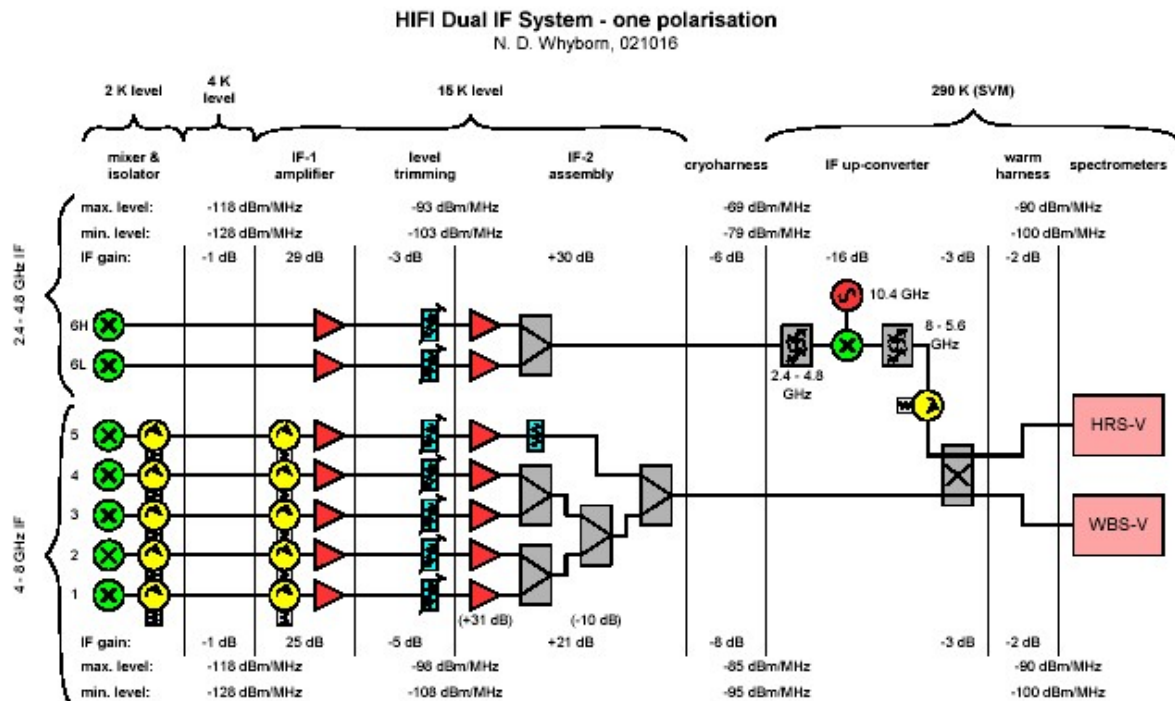 HIFI Dual IF System - one polarisation
N. D. Whyborn, 021016
2 K level
4 K
level
15 K level
290 K (SVM)
mixer &
isolator
IF-1
amplifier
level
trimming
IF-2
assembly
cryoharness
IF up-converter
warm
harness
spectrometers
max. level: -118 dBm/MHz -93 dBm/MHz -69 dBm/MHz -90 dBm/MHz
min. level: -128 dBm/MHz -103 dBm/MHz -79 dBm/MHz -100 dBm/MHz
IF gain: -1 dB 29 dB -3 dB +30 dB -6 dB -16 dB -3 dB -2 dB
2.4 - 4.8 GHz IF
10.4 GHz
6H
8 - 5.6
GHz
6L
2.4 - 4.8
GHz
4 - 8 GHz IF
5
HRS-V
4
3
WBS-V
2
1
(+31 dB) (-10 dB)
IF gain: -1 dB 25 dB -5 dB +21 dB -8 dB -3 dB -2 dB
max. level: -118 dBm/MHz -98 dBm/MHz -85 dBm/MHz -90 dBm/MHz
min. level: -128 dBm/MHz -108 dBm/MHz -95 dBm/MHz -100 dBm/MHz